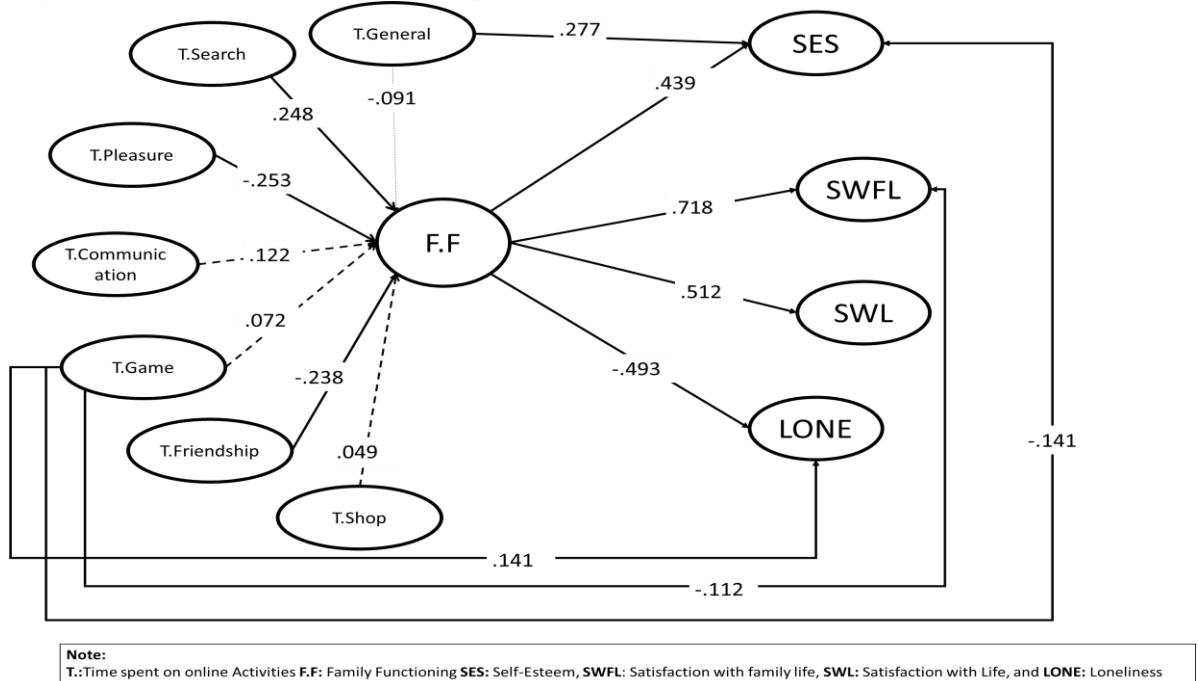 T.General
.277
SES
T.Search
.439
-.091
.248
T.Pleasure
-.253
SWFL
.718
F.F
T.Communic
ation
.122
.512
SWL
.072
T.Game
-.493
-.238
LONE
T.Friendship
.049
-.141
T.Shop
.141
-.112
Note:
T.:Time spent on online Activities F.F: Family Functioning SES: Self-Esteem, SWFL: Satisfaction with family life, SWL: Satisfaction with Life, and LONE: Loneliness